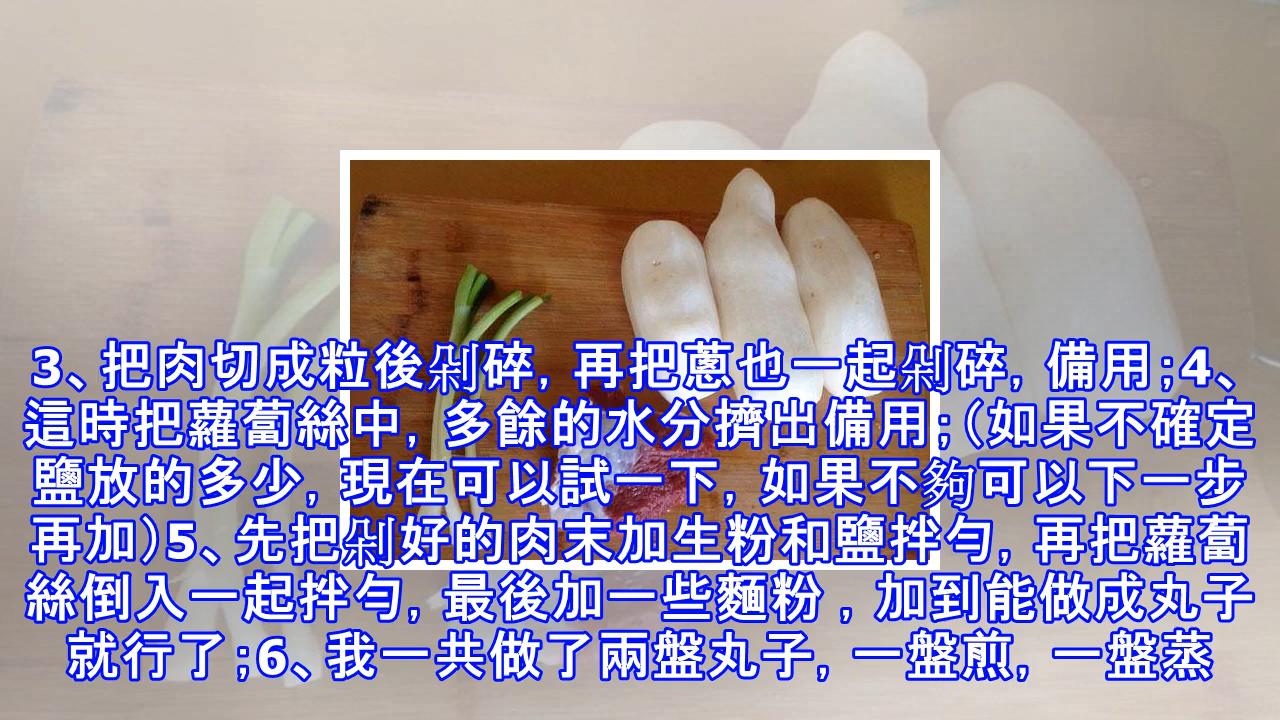 3、把肉切成粒後剁碎, 再把蔥也一起剁碎, 備用;4、
這時把蘿蔔絲中, 多餘的水分擠出備用;(如果不確定
鹽放的多少, 現在可以試一下, 如果不夠可以下一步
再加)5、先把剁好的肉末加生粉和鹽拌勻, 再把蘿蔔
絲倒入一起拌勻, 最後加一些麵粉 , 加到能做成丸子
就行了;6、我一共做了兩盤丸子, 一盤煎, 一盤蒸